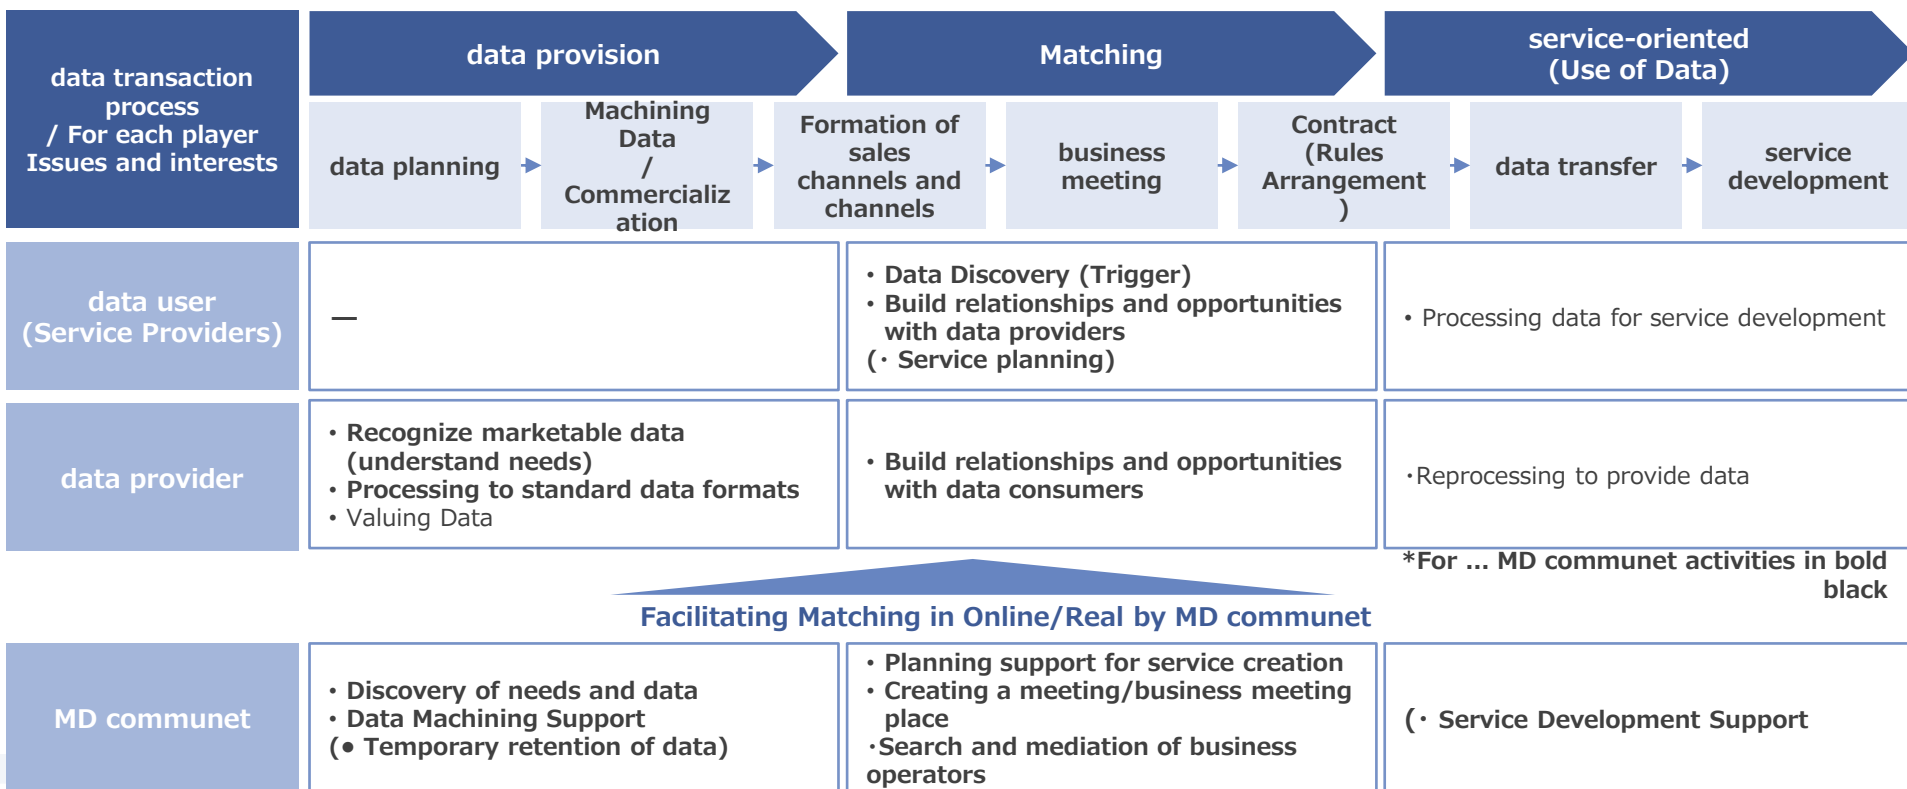 data transaction
process
/ For each player
Issues and interests
data provision
Matching
service-oriented
(Use of Data)
data planning
Machining
Data
/
Commercializ
ation
Formation of
sales
channels and
channels
business
meeting
Contract
(Rules
Arrangement
)
data transfer
service
development
data user
(Service Providers)
—
・Data Discovery (Trigger)
・Build relationships and opportunities
with data providers
(・ Service planning)
・Processing data for service development
data provider
・Recognize marketable data
(understand needs)
・Processing to standard data formats
・Valuing Data
・Build relationships and opportunities
with data consumers
・Reprocessing to provide data
*For ... MD communet activities in bold
black
Facilitating Matching in Online/Real by MD communet
MD communet
・Discovery of needs and data
・Data Machining Support
(● Temporary retention of data)
・Planning support for service creation
・Creating a meeting/business meeting
place
・Search and mediation of business
operators
(・ Service Development Support